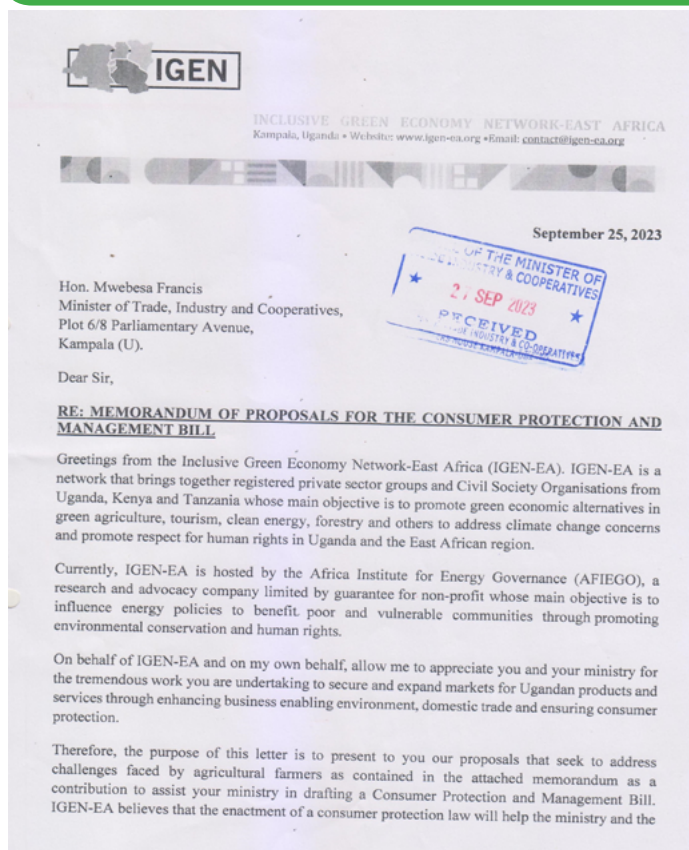 IGEN
INCLUSIVE GREEN ECONOMY NETWORK-EAST AFRICA
Kampala, Uganda • Website: www.igen-ea.org •Email: contact@igen-ea.org
September 25, 2023
OF THE MINISTER OF
INDUSTRY & COOPERATIVES
27 SEP 2023
RECEIVED
INDUSTRY & CO-OPERATIVES
Hon. Mwebesa Francis
Minister of Trade, Industry and Cooperatives,
Plot 6/8 Parliamentary Avenue,
Kampala (U).
Dear Sir,
RE: MEMORANDUM OF PROPOSALS FOR THE CONSUMER PROTECTION AND
MANAGEMENT BILL
Greetings from the Inclusive Green Economy Network-East Africa (IGEN-EA). IGEN-EA is a
network that brings together registered private sector groups and Civil Society Organisations from
Uganda, Kenya and Tanzania whose main objective is to promote green economic alternatives in
green agriculture, tourism, clean energy, forestry and others to address climate change concerns
and promote respect for human rights in Uganda and the East African region.
Currently, IGEN-EA is hosted by the Africa Institute for Energy Governance (AFIEGO), a
research and advocacy company limited by guarantee for non-profit whose main objective is to
influence energy policies to benefit poor and vulnerable communities through promoting
environmental conservation and human rights.
On behalf of IGEN-EA and on my own behalf, allow me to appreciate you and your ministry for
the tremendous work you are undertaking to secure and expand markets for Ugandan products and
services through enhancing business enabling environment, domestic trade and ensuring consumer
protection.
Therefore, the purpose of this letter is to present to you our proposals that seek to address
challenges faced by agricultural farmers as contained in the attached memorandum as a
contribution to assist your ministry in drafting a Consumer Protection and Management Bill.
IGEN-EA believes that the enactment of a consumer protection law will help the ministry and the